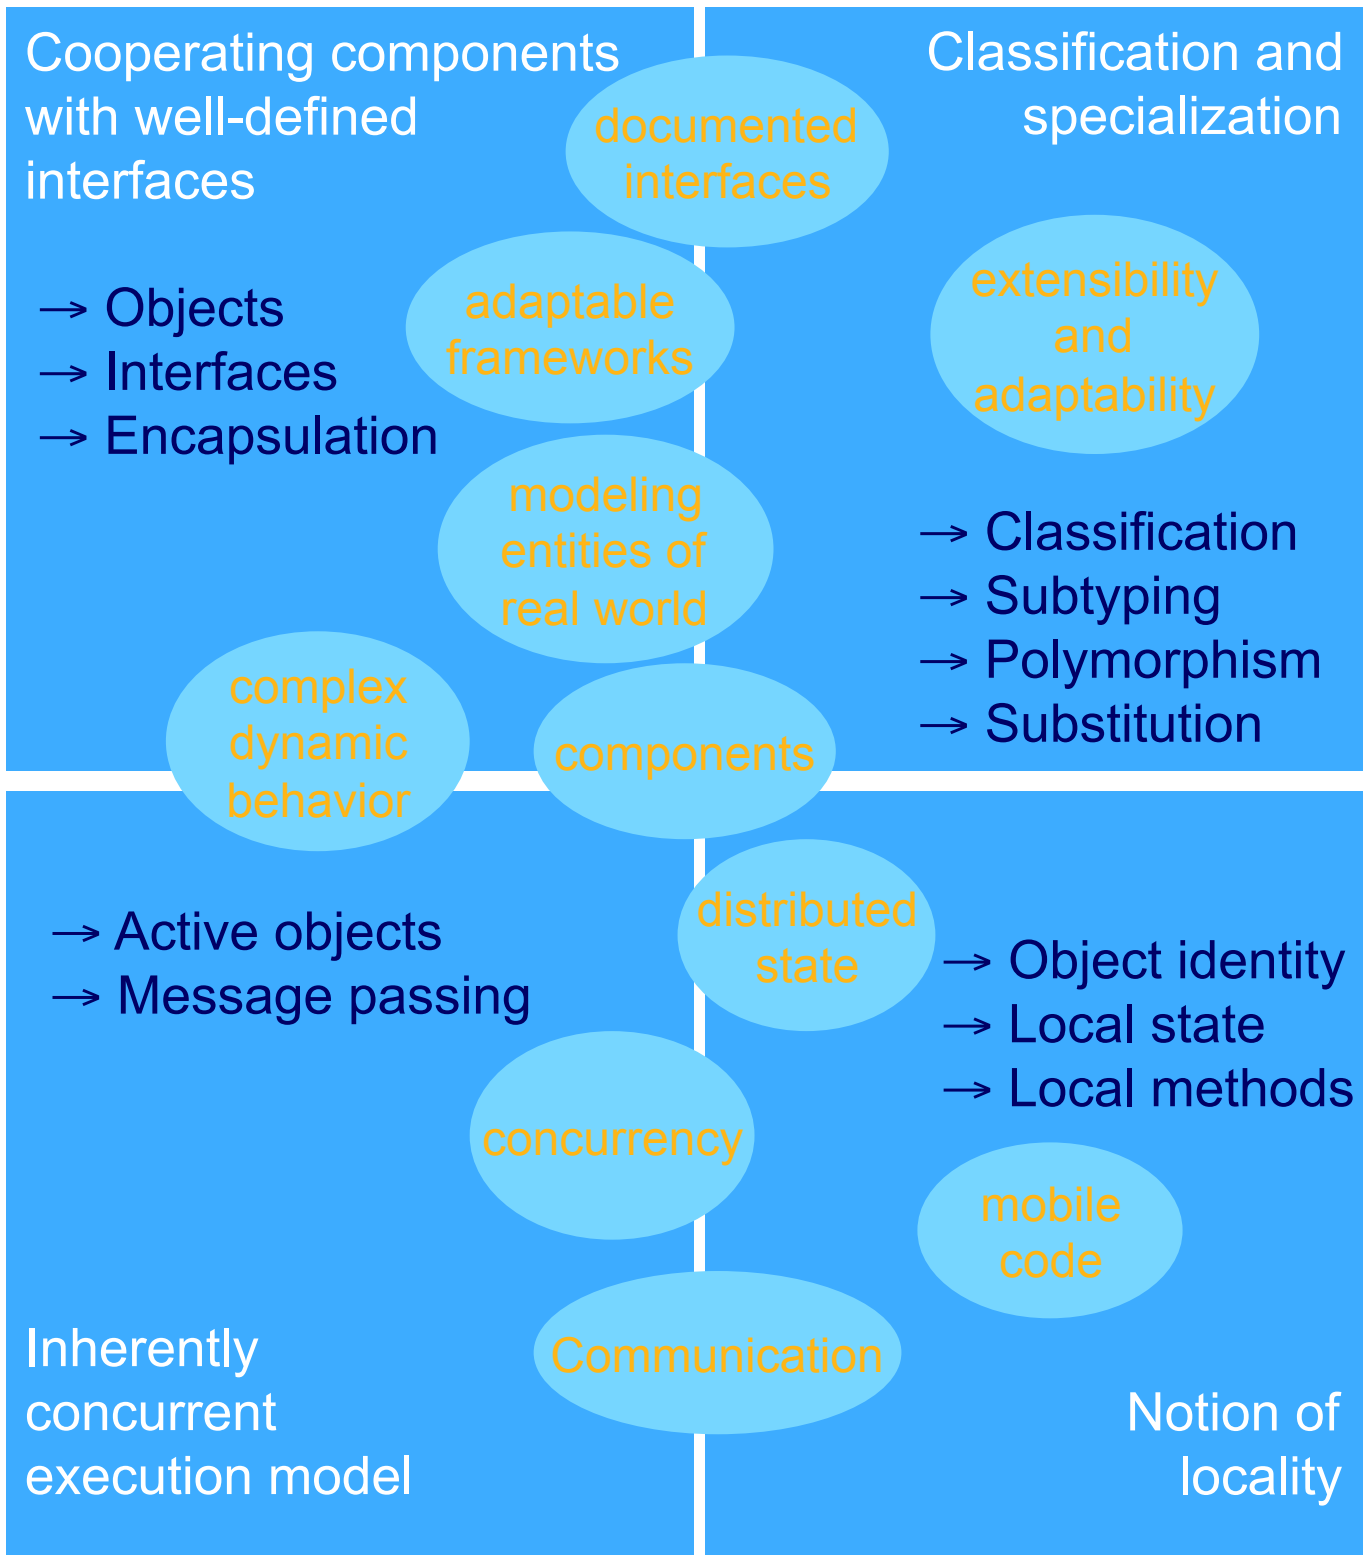 Cooperating components
with well-defined
interfaces
documented
interfaces
Classification and
specialization
→ Objects
→ Interfaces
→ Encapsulation
adaptable
frameworks
extensibility
and
adaptability
modeling
entities of
real world
→ Classification
→ Subtyping
→ Polymorphism
→ Substitution
complex
dynamic
behavior
components
→ Active objects
→ Message passing
distributed
state
→ Object identity
→ Local state
→ Local methods
concurrency
mobile
code
Communication
Inherently
concurrent
execution model
Notion of
locality